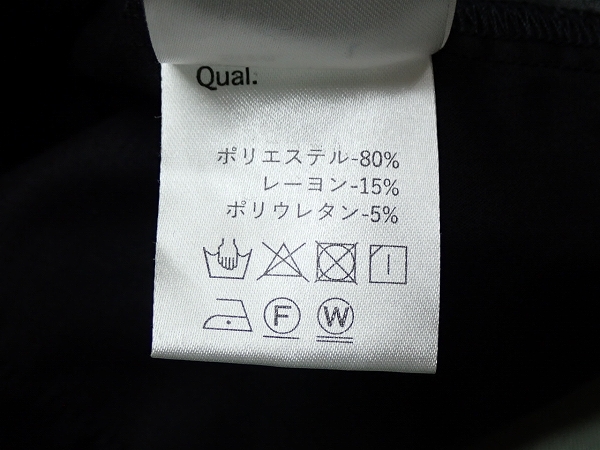 Qual.
ポリエステル-80%
レーヨン-15%
ポリウレタン-5%
F W